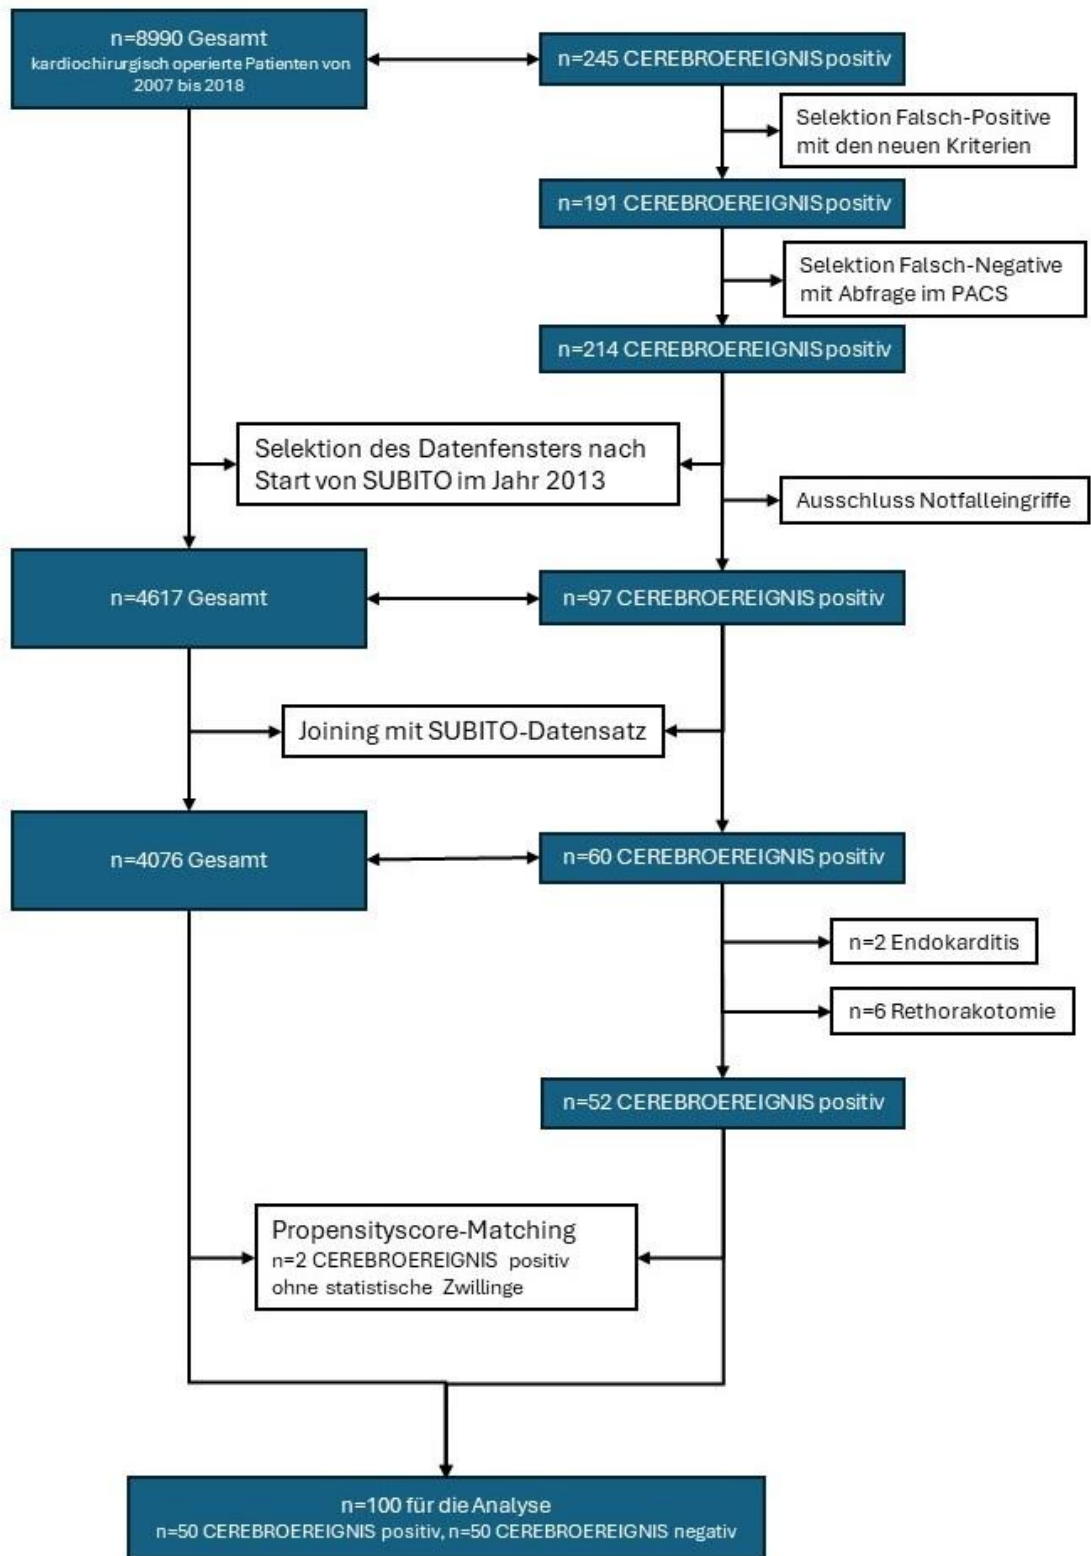 n=8990 Gesamt
kardiochirurgisch operierte Patienten von
2007 bis 2018
n=245 CEREBROEREIGNIS positiv
Selektion Falsch-Positive
mit den neuen Kriterien
n=191 CEREBROEREIGNIS positiv
Selektion Falsch-Negative
mit Abfrage im PACS
n=214 CEREBROEREIGNIS positiv
Selektion des Datenfensters nach
Start von SUBITO im Jahr 2013
Ausschluss Notfalleingriffe
n=4617 Gesamt
n=97 CEREBROEREIGNIS positiv
Joining mit SUBITO-Datensatz
n=4076 Gesamt
n=60 CEREBROEREIGNIS positiv
n=2 Endokarditis
n=6 Rethorakotomie
n=52 CEREBROEREIGNIS positiv
Propensityscore-Matching
n=2 CEREBROEREIGNIS positiv
ohne statistische Zwillinge
n=100 für die Analyse
n=50 CEREBROEREIGNIS positiv, n=50 CEREBROEREIGNIS negativ